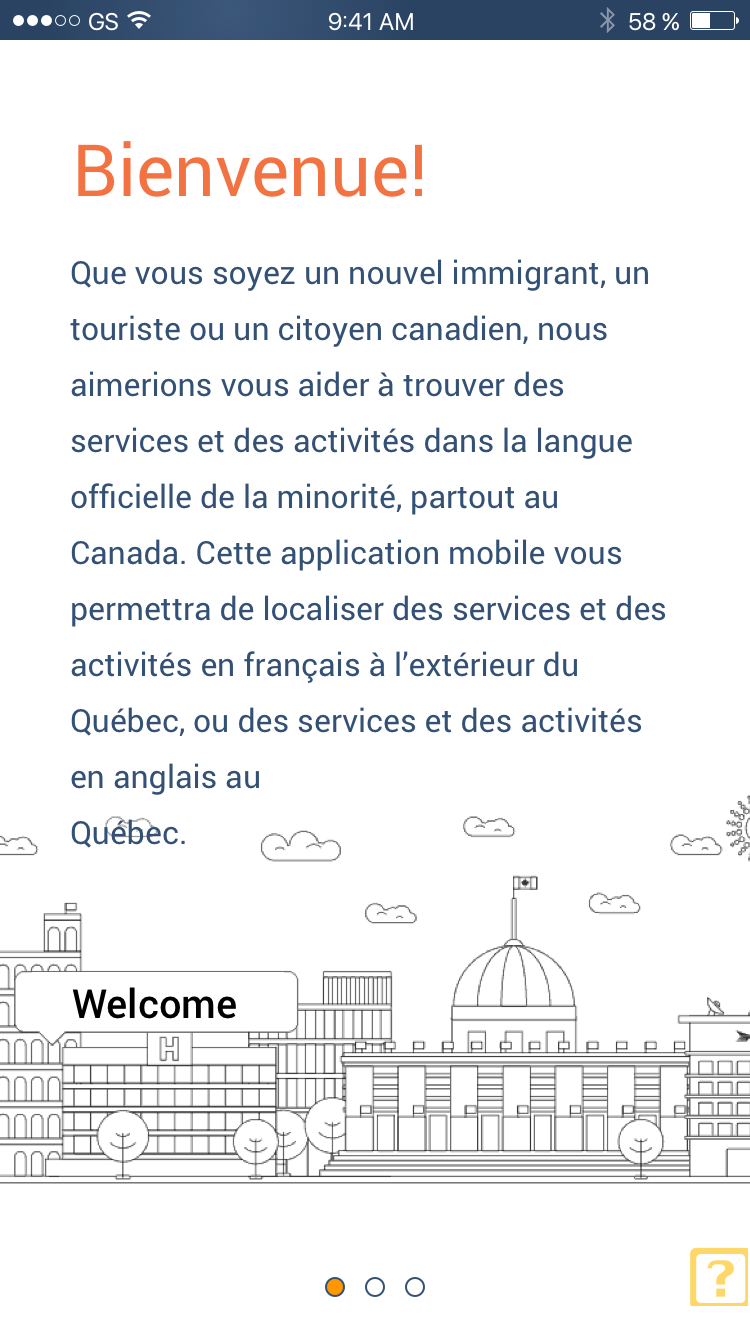 GS 9:41 AM 58 %
Bienvenue!
Que vous soyez un nouvel immigrant, un
touriste ou un citoyen canadien, nous
aimerions vous aider à trouver des
services et des activités dans la langue
officielle de la minorité, partout au
Canada. Cette application mobile vous
permettra de localiser des services et des
activités en français à l’extérieur du
Québec, ou des services et des activités
en anglais au
Québec.
Welcome
H
?